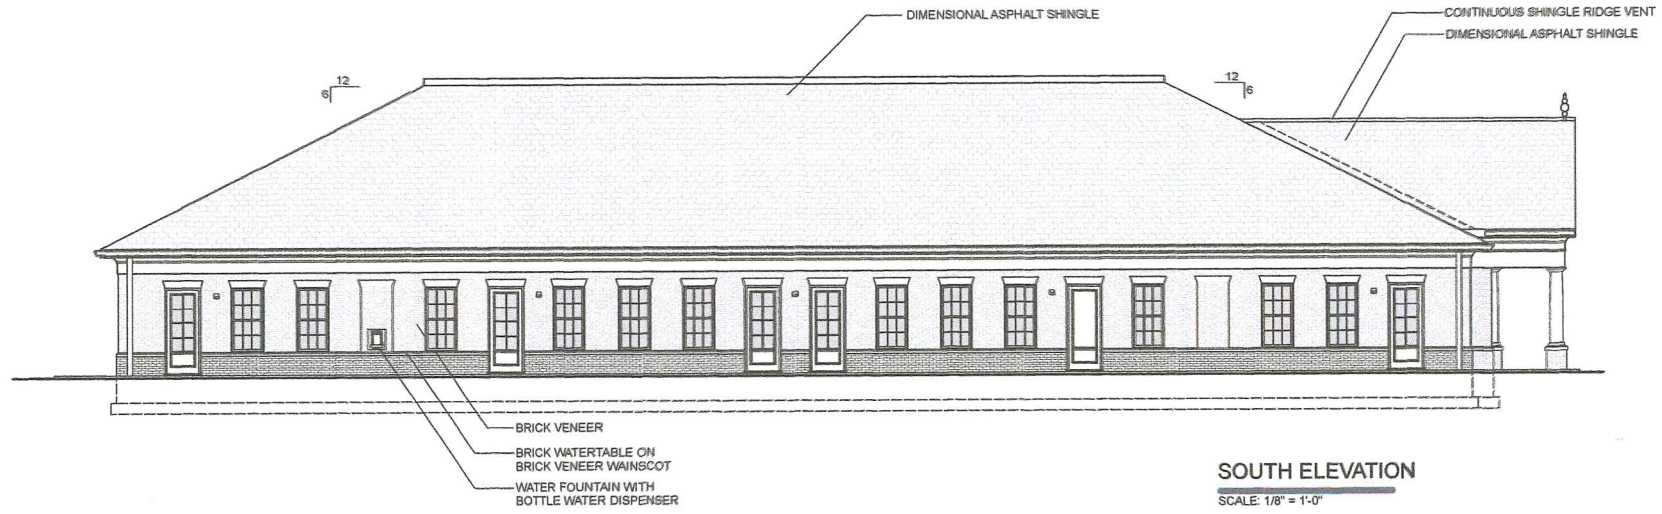 DIMENSIONAL ASPHALT SHINGLE
CONTINUOUS SHINGLE RIDGE VENT
DIMENSIONAL ASPHALT SHINGLE
12
6
12
6
BRICK VENEER
BRICK WATERTABLE ON
BRICK VENEER WAINSCOT
WATER FOUNTAIN WITH
BOTTLE WATER DISPENSER
SOUTH ELEVATION
SCALE: 1/8" = 1'-0"